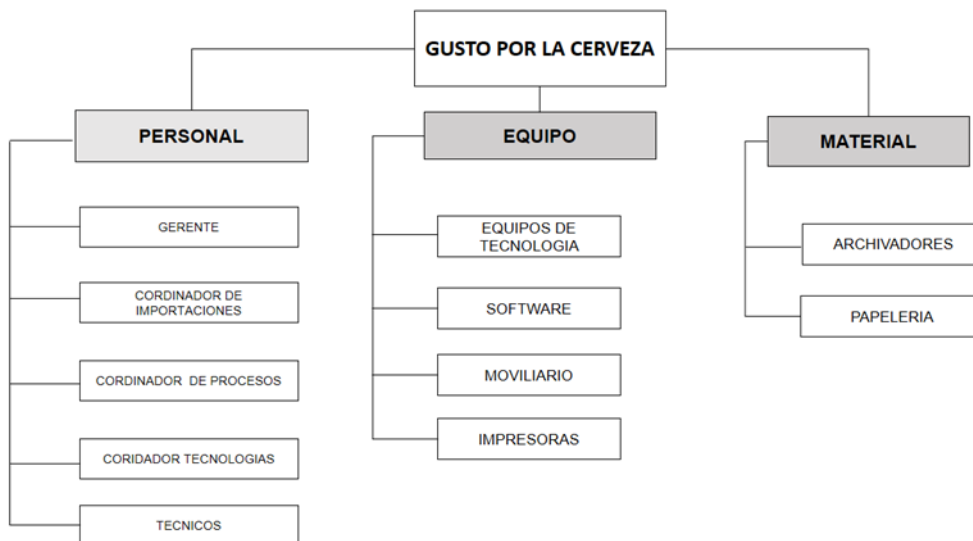 GUSTO POR LA CERVEZA
PERSONAL
GERENTE
CORDINADOR DE
IMPORTACIONES
CORDINADOR DE PROCESOS
CORIDADOR TECNOLOGIAS
TECNICOS
EQUIPO
EQUIPOS DE
TECNOLOGIA
SOFTWARE
MOVILIARIO
IMPRESORAS
MATERIAL
ARCHIVADORES
PAPELERIA